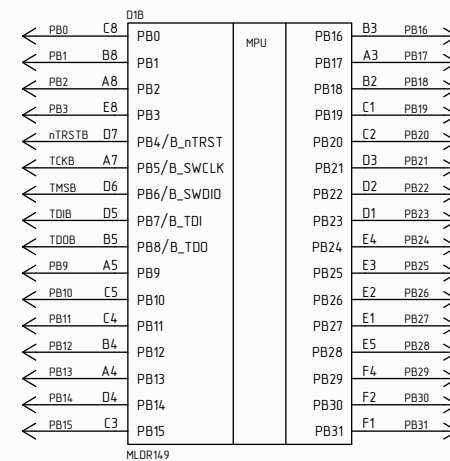 D1B
PB0 C8 PB0 MPU PB16 B3 PB16
PB1 B8 PB1 PB17 A3 PB17
PB2 A8 PB2 PB18 B2 PB18
PB3 E8 PB3 PB19 C1 PB19
nTRSTB D7 PB4/B_nTRST PB20 C2 PB20
TCKB A7 PB5/B_SWCLK PB21 D3 PB21
TMSB D6 PB6/B_SWDIO PB22 D2 PB22
TDIB D5 PB7/B_TDI PB23 D1 PB23
TDOB B5 PB8/B_TDO PB24 E4 PB24
PB9 A5 PB9 PB25 E3 PB25
PB10 C5 PB10 PB26 E2 PB26
PB11 C4 PB11 PB27 E1 PB27
PB12 B4 PB12 PB28 E5 PB28
PB13 A4 PB13 PB29 F4 PB29
PB14 D4 PB14 PB30 F2 PB30
PB15 C3 PB15 PB31 F1 PB31
MLDR149